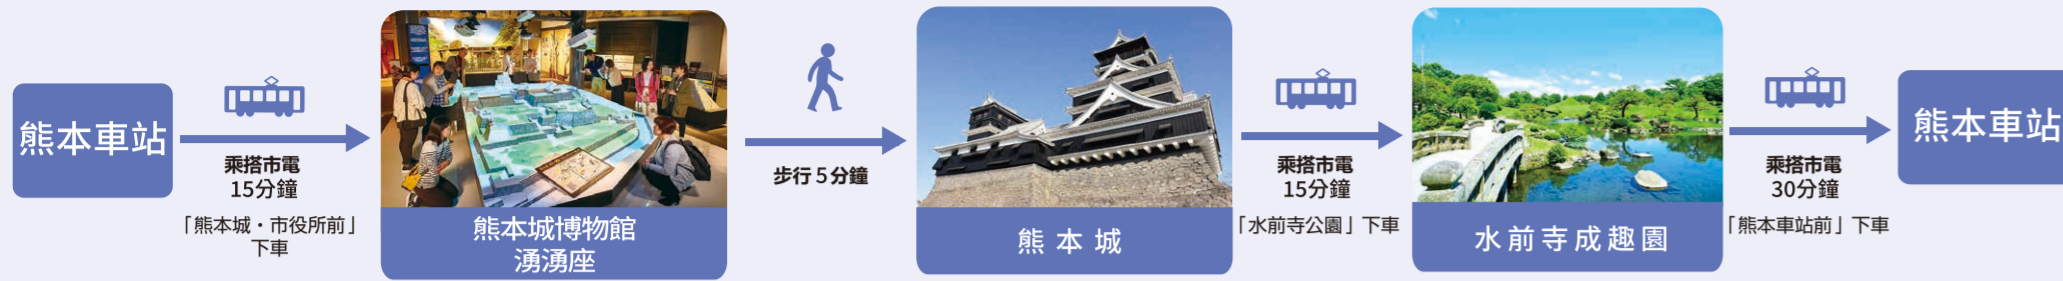 熊本車站
乘搭市電
15分鐘
「熊本城・市役所前」
下車
熊本城博物館
湧湧座
步行５分鐘
熊本城
乘搭市電
15分鐘
「水前寺公園」下車
水前寺成趣園
乘搭市電
30分鐘
「熊本車站前」下車
熊本車站